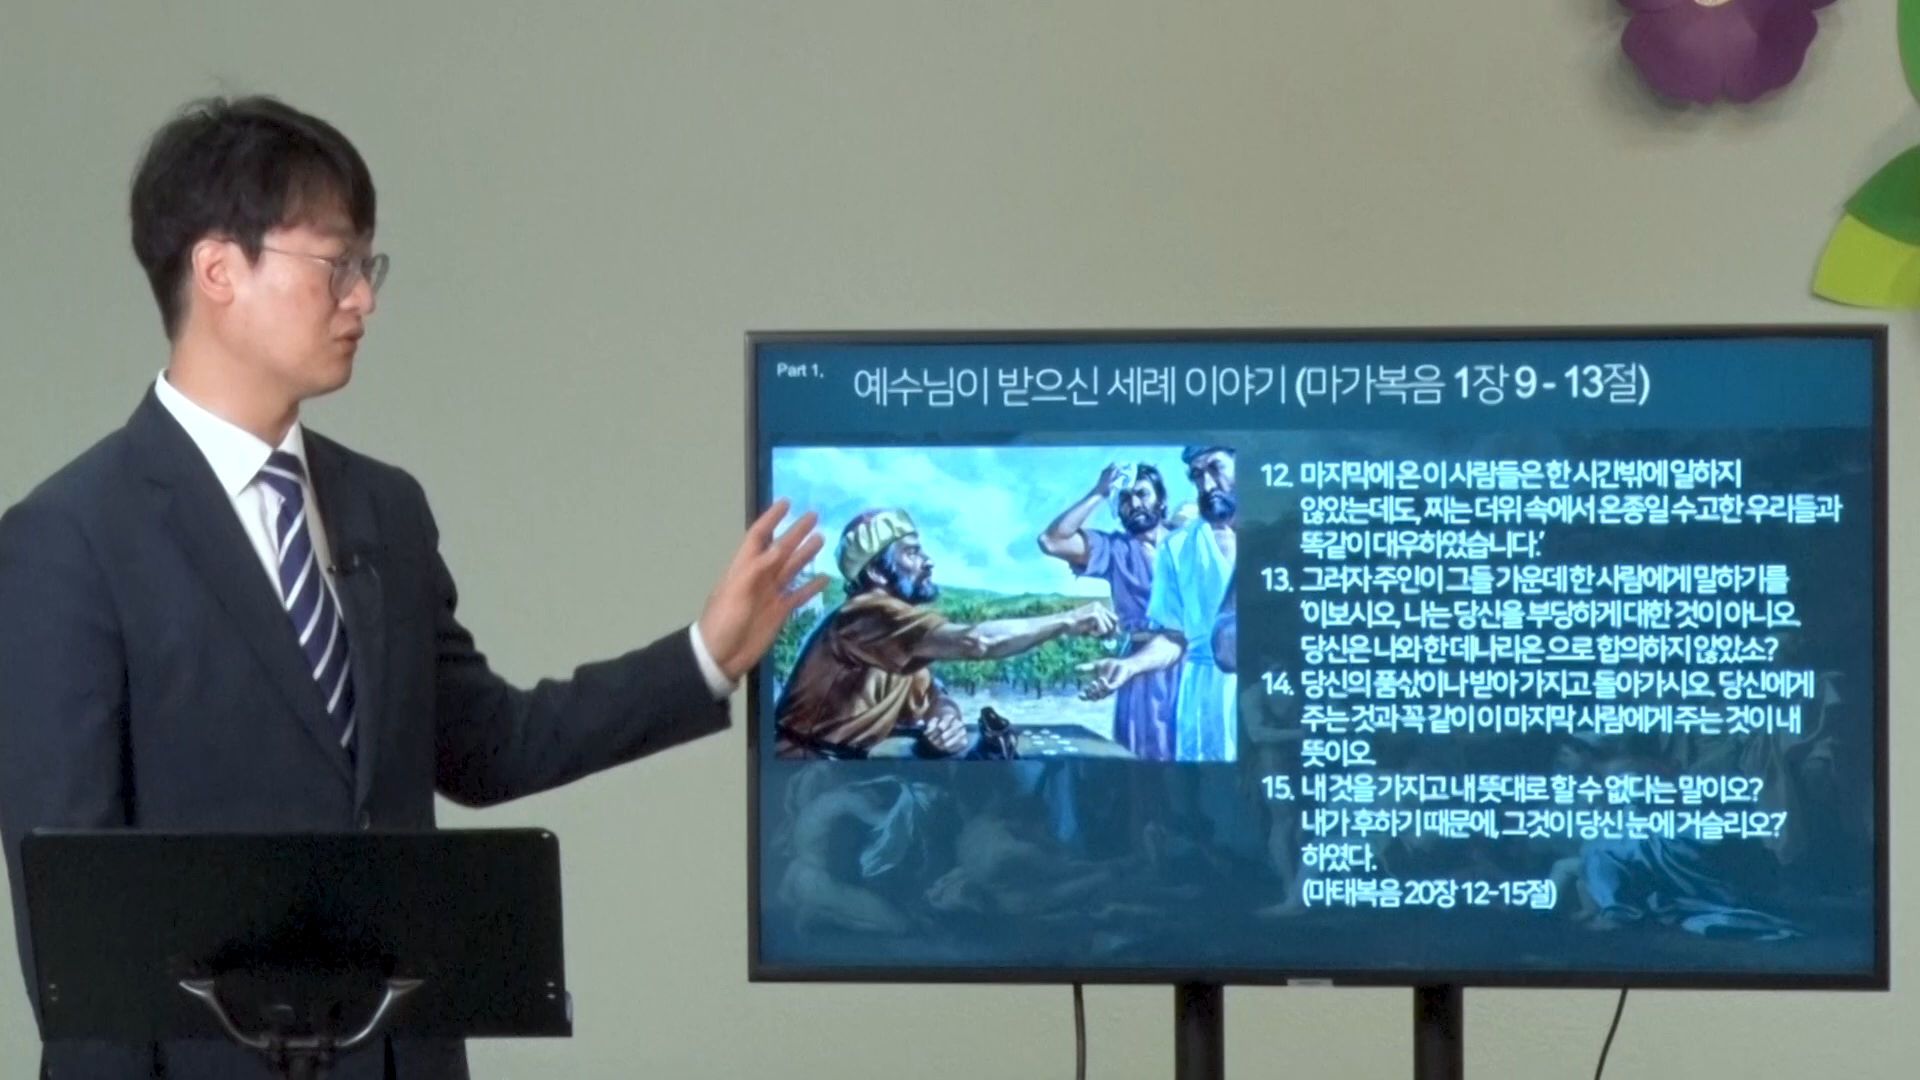 Part 1.
예수님이 받으신 세례 이야기 (마가복음 1장 9 - 13절)
12. 마지막에 온 이 사람들은 한 시간밖에 일하지
않았는데도, 찌는 더위 속에서 온종일 수고한 우리들과
똑같이 대우하였습니다.'
13. 그러자 주인이 그들 가운데 한 사람에게 말하기를
'이보시오, 나는 당신을 부당하게 대한 것이 아니오.
당신은 나와 한 데나리온 으로 합의하지 않았소?
14. 당신의 품삯이나 받아 가지고 돌아가시오. 당신에게
주는 것과 꼭 같이 이 마지막 사람에게 주는 것이 내
뜻이오.
15. 내 것을 가지고 내 뜻대로 할 수 없다는 말이오?
내가 후하기 때문에, 그것이 당신 눈에 거슬리오?'
하였다.
(마태복음 20장 12-15절)